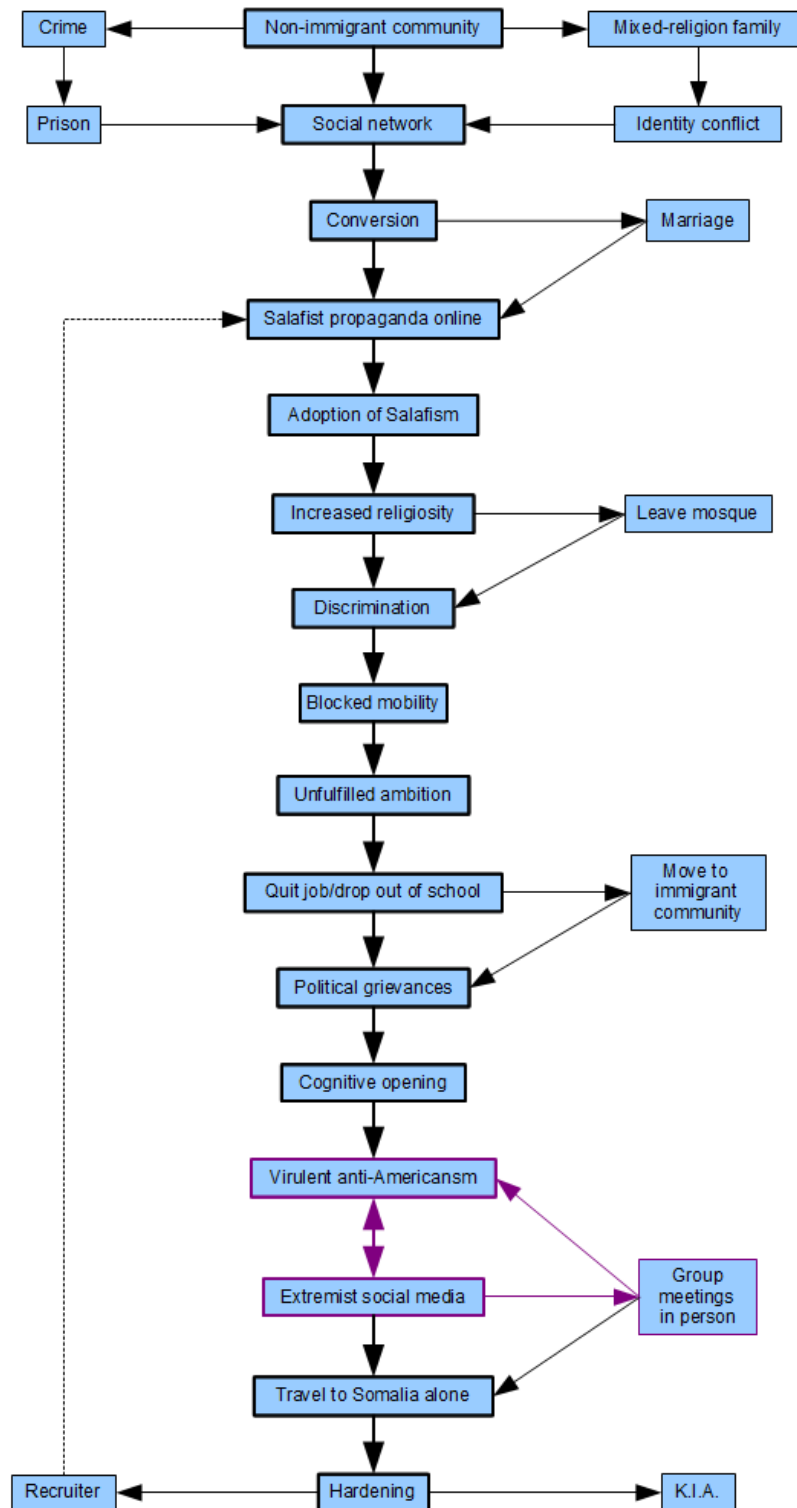 Crime
Non-immigrant community
Mixed-religion family
Prison
Social network
Identity conflict
Conversion
Marriage
Salafist propaganda online
Adoption of Salafism
Increased religiosity
Leave mosque
Discrimination
Blocked mobility
Unfulfilled ambition
Quit job/drop out of school
Move to
immigrant
community
Political grievances
Cognitive opening
Virulent anti-Americansm
Extremist social media
Group
meetings
in person
Travel to Somalia alone
Recruiter
Hardening
K.I.A.